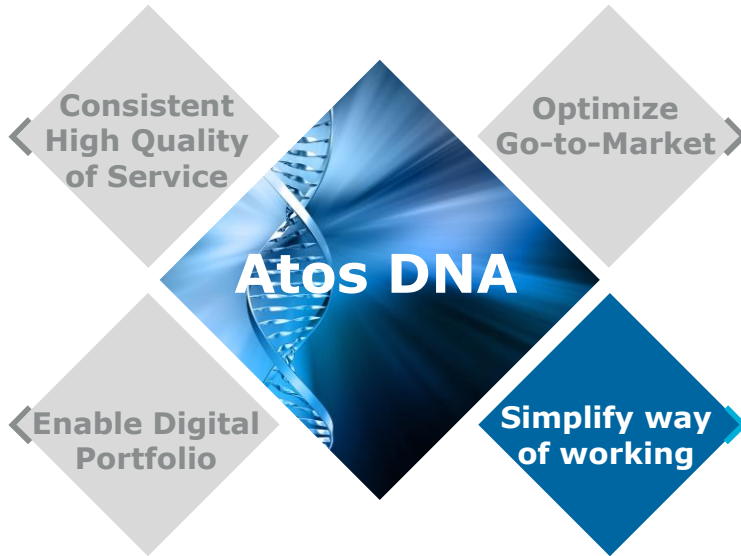 Consistent
High Quality
of Service
Optimize
Go-to-Market
Atos DNA
Enable Digital
Portfolio
Simplify way
of working